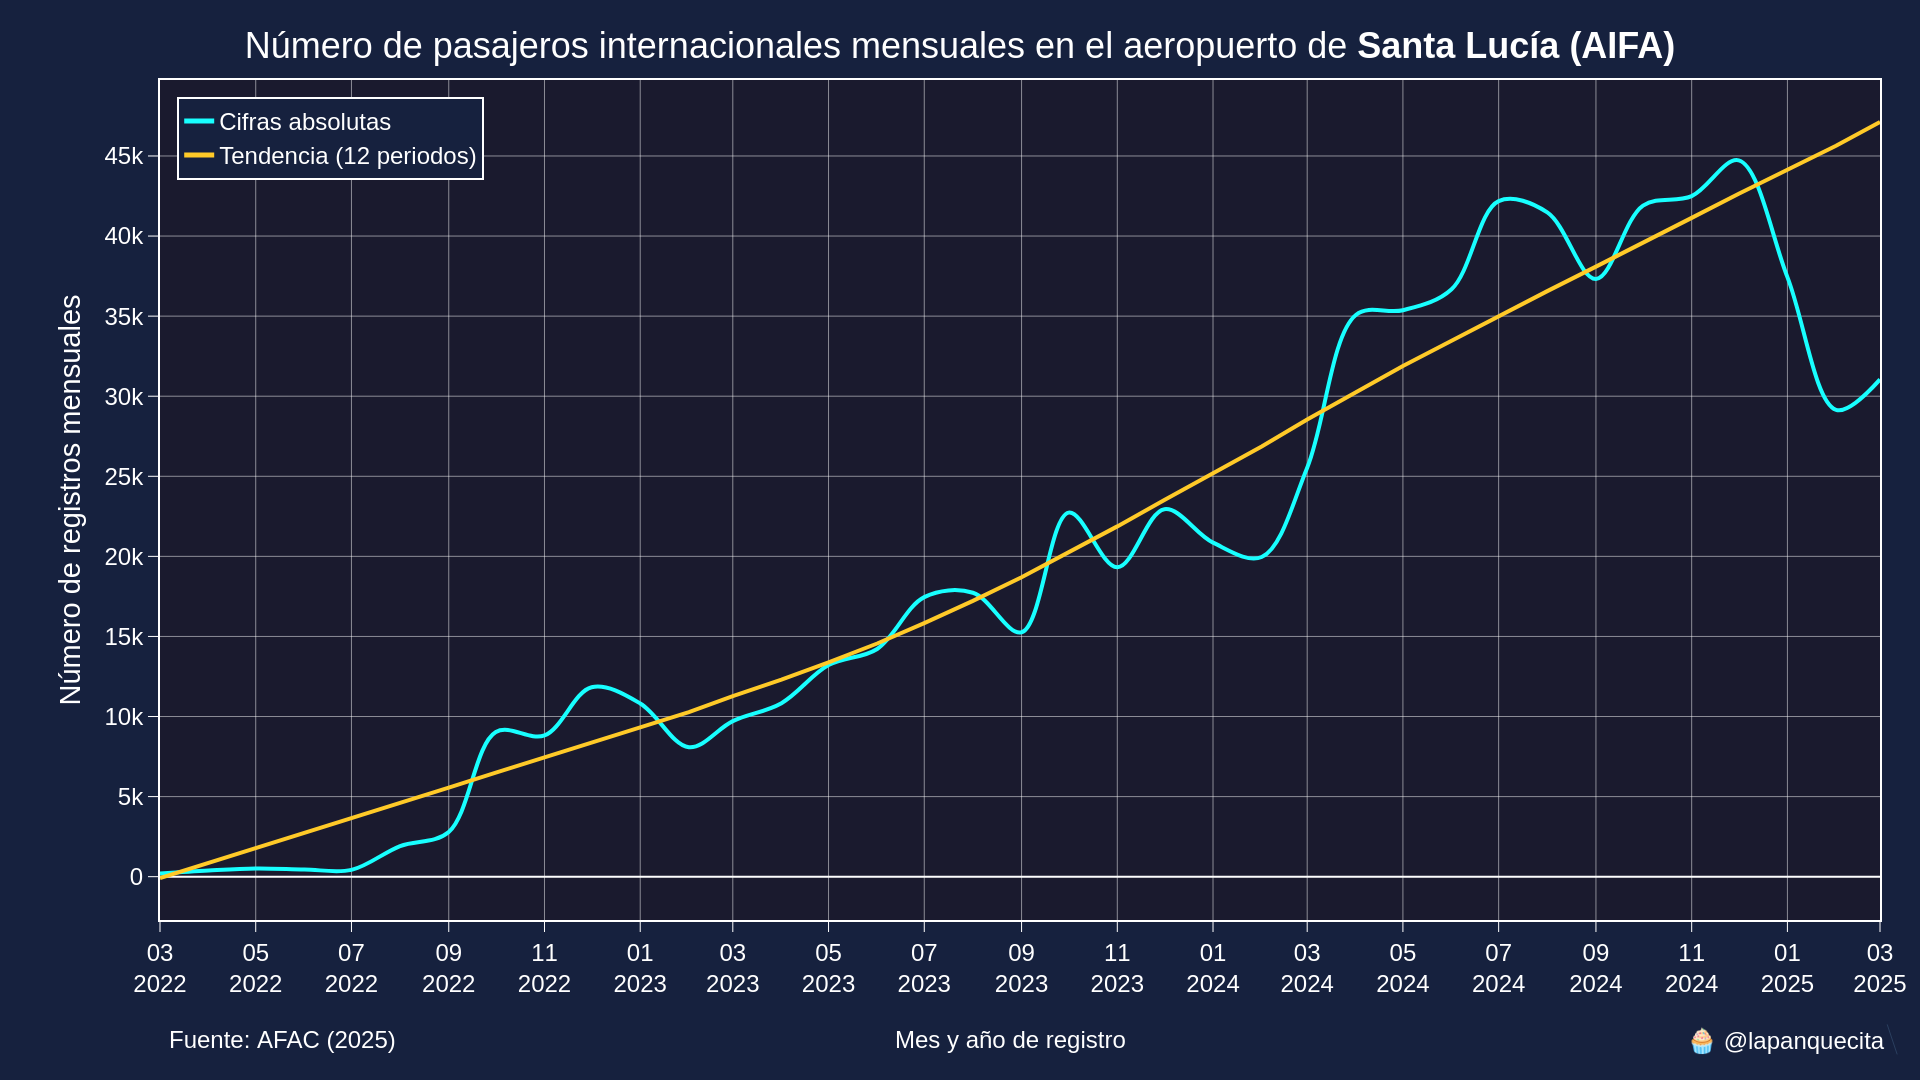 Número de pasajeros internacionales mensuales en el aeropuerto de Santa Lucía (AIFA)
Cifras absolutas
Tendencia (12 periodos)
Número de registros mensuales
45k
40k
35k
30k
25k
20k
15k
10k
5k
0
03 05 07 09 11 01 03 05 07 09 11 01 03 05 07 09 11 01 03
2022 2022 2022 2022 2022 2023 2023 2023 2023 2023 2023 2024 2024 2024 2024 2024 2024 2025 2025
Fuente: AFAC (2025)
Mes y año de registro
🧁 @lapanquecita